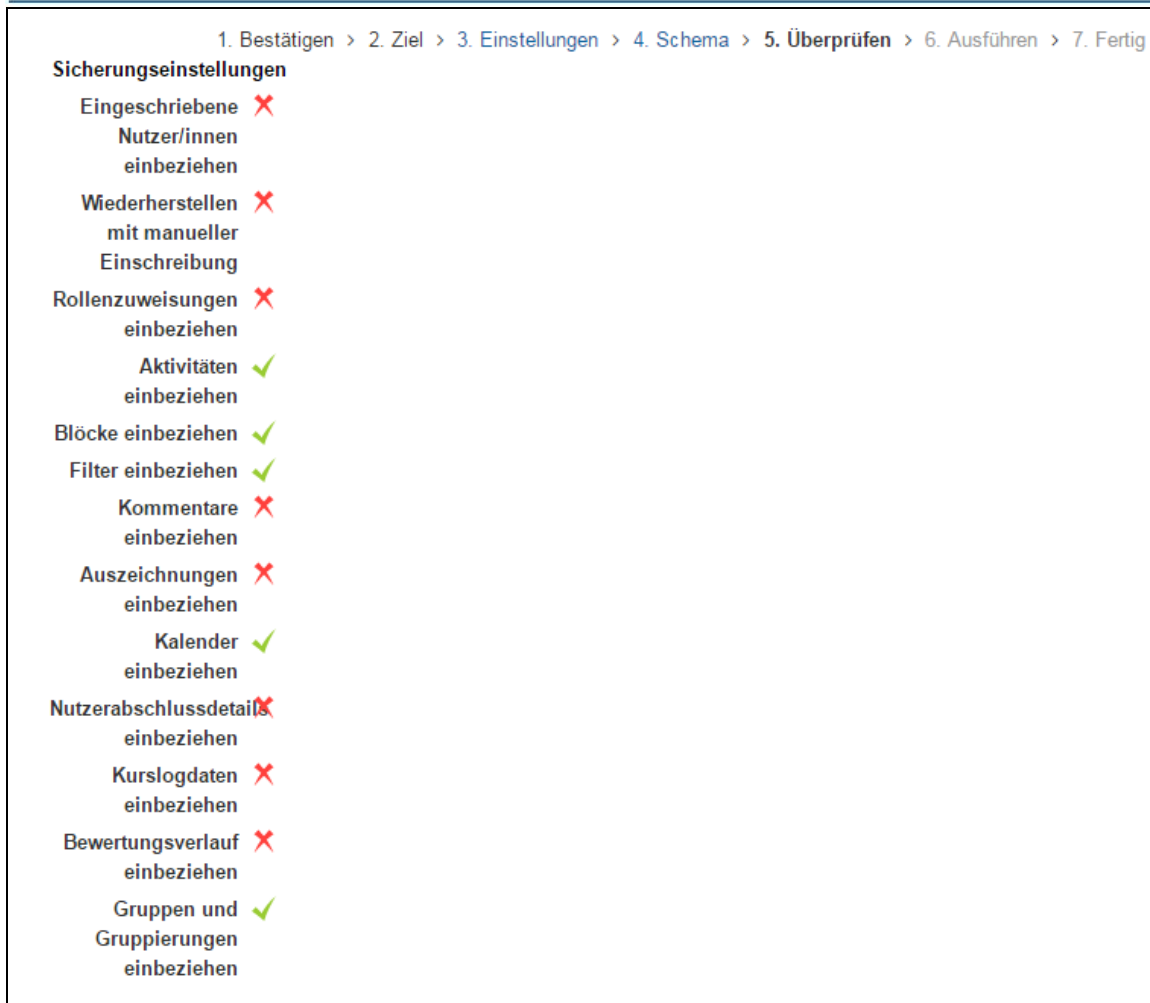 1. Bestätigen > 2. Ziel > 3. Einstellungen > 4. Schema > 5. Überprüfen > 6. Ausführen > 7. Fertig
Sicherungseinstellungen
Eingeschriebene
Nutzer/innen
einbeziehen
Wiederherstellen
mit manueller
Einschreibung
Rollenzuweisungen
einbeziehen
Aktivitäten
einbeziehen
Blöcke einbeziehen
Filter einbeziehen
Kommentare
einbeziehen
Auszeichnungen
einbeziehen
Kalender
einbeziehen
Nutzerabschlussdetails
einbeziehen
Kurslogdaten
einbeziehen
Bewertungsverlauf
einbeziehen
Gruppen und
Gruppierungen
einbeziehen